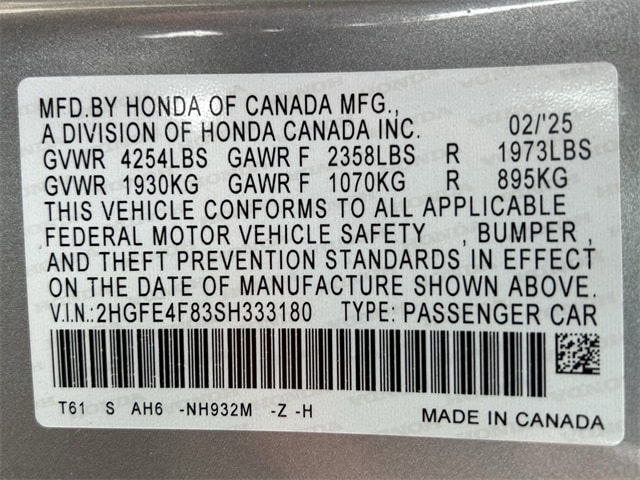 MFD.BY HONDA OF CANADA MFG.,
A DIVISION OF HONDA CANADA INC. 02/'25
GVWR 4254LBS GAWR F 2358LBS R 1973LBS
GVWR 1930KG GAWR F 1070KG R 895KG
THIS VEHICLE CONFORMS TO ALL APPLICABLE
FEDERAL MOTOR VEHICLE SAFETY , BUMPER ,
AND THEFT PREVENTION STANDARDS IN EFFECT
ON THE DATE OF MANUFACTURE SHOWN ABOVE.
V.I.N.:2HGFE4F83SH333180 TYPE: PASSENGER CAR
T61 S AH6 -NH932M -Z -H
MADE IN CANADA